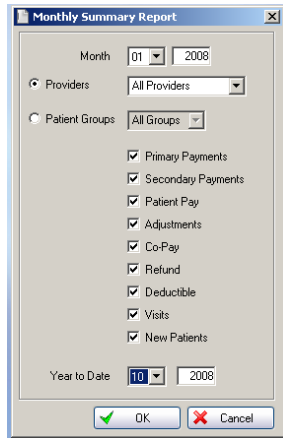 Monthly Summary Report
Month 01 2008
Providers All Providers
Patient Groups All Groups
Primary Payments
Secondary Payments
Patient Pay
Adjustments
Co-Pay
Refund
Deductible
Visits
New Patients
Year to Date 10 2008
OK Cancel